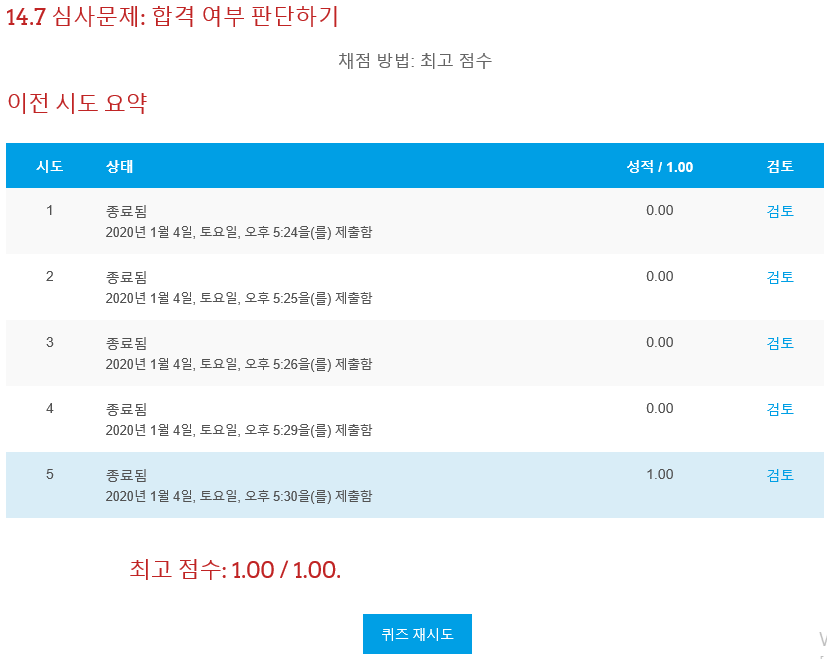 14.7 심사문제: 합격 여부 판단하기
채점 방법: 최고 점수
이전 시도 요약
시도 상태 성적 / 1.00 검토
1 종료됨 0.00 검토
2020년 1월 4일, 토요일, 오후 5:24을(를) 제출함
2 종료됨 0.00 검토
2020년 1월 4일, 토요일, 오후 5:25을(를) 제출함
3 종료됨 0.00 검토
2020년 1월 4일, 토요일, 오후 5:26을(를) 제출함
4 종료됨 0.00 검토
2020년 1월 4일, 토요일, 오후 5:29을(를) 제출함
5 종료됨 1.00 검토
2020년 1월 4일, 토요일, 오후 5:30을(를) 제출함
최고 점수: 1.00 / 1.00.
퀴즈 재시도